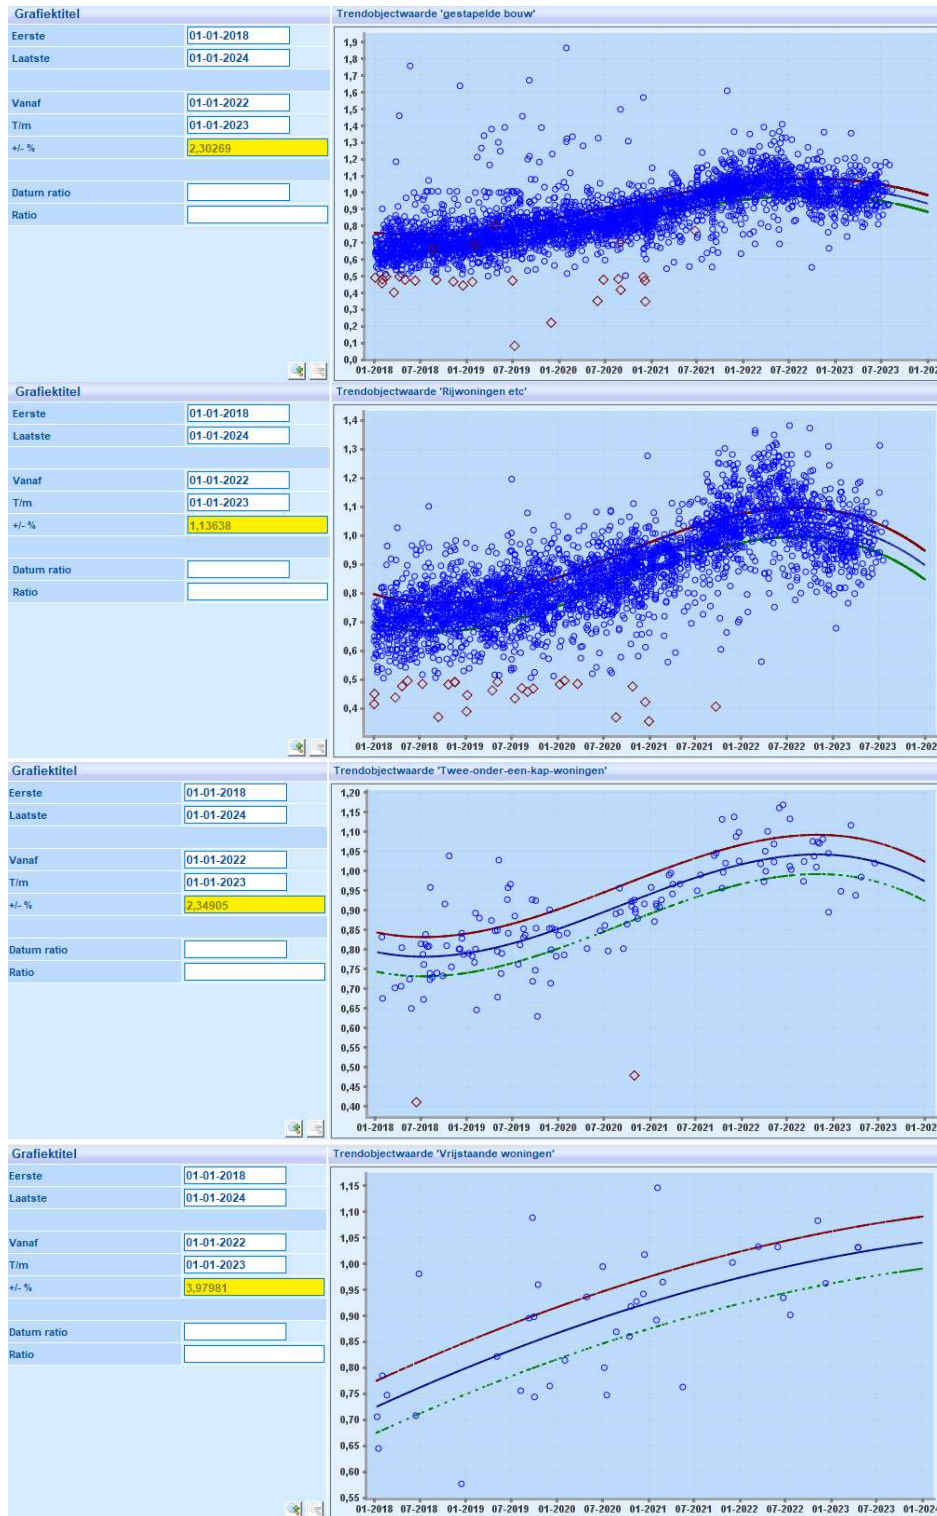 Grafiektitel
Eerste 01-01-2018
Laatste 01-01-2024
Vanaf 01-01-2022
T/m 01-01-2023
+/- % 2,30269
Datum ratio
Ratio
Trendobjectwaarde 'gestapelde bouw'
1,9
1,8
1,7
1,6
1,5
1,4
1,3
1,2
1,1
1,0
0,9
0,8
0,7
0,6
0,5
0,4
0,3
0,2
0,1
0,0
01-2018 07-2018 01-2019 07-2019 01-2020 07-2020 01-2021 07-2021 01-2022 07-2022 01-2023 07-2023 01-202
Grafiektitel
Eerste 01-01-2018
Laatste 01-01-2024
Vanaf 01-01-2022
T/m 01-01-2023
+/- % 1,13638
Datum ratio
Ratio
Trendobjectwaarde 'Rijwoningen etc'
1,4
1,3
1,2
1,1
1,0
0,9
0,8
0,7
0,6
0,5
0,4
01-2018 07-2018 01-2019 07-2019 01-2020 07-2020 01-2021 07-2021 01-2022 07-2022 01-2023 07-2023 01-202
Grafiektitel
Eerste 01-01-2018
Laatste 01-01-2024
Vanaf 01-01-2022
T/m 01-01-2023
+/- % 2,34905
Datum ratio
Ratio
Trendobjectwaarde 'Twee-onder-een-kap-woningen'
1,20
1,15
1,10
1,05
1,00
0,95
0,90
0,85
0,80
0,75
0,70
0,65
0,60
0,55
0,50
0,45
0,40
01-2018 07-2018 01-2019 07-2019 01-2020 07-2020 01-2021 07-2021 01-2022 07-2022 01-2023 07-2023 01-202
Grafiektitel
Eerste 01-01-2018
Laatste 01-01-2024
Vanaf 01-01-2022
T/m 01-01-2023
+/- % 3,97981
Datum ratio
Ratio
Trendobjectwaarde 'Vrijstaande woningen'
1,15
1,10
1,05
1,00
0,95
0,90
0,85
0,80
0,75
0,70
0,65
0,60
0,55
01-2018 07-2018 01-2019 07-2019 01-2020 07-2020 01-2021 07-2021 01-2022 07-2022 01-2023 07-2023 01-2024